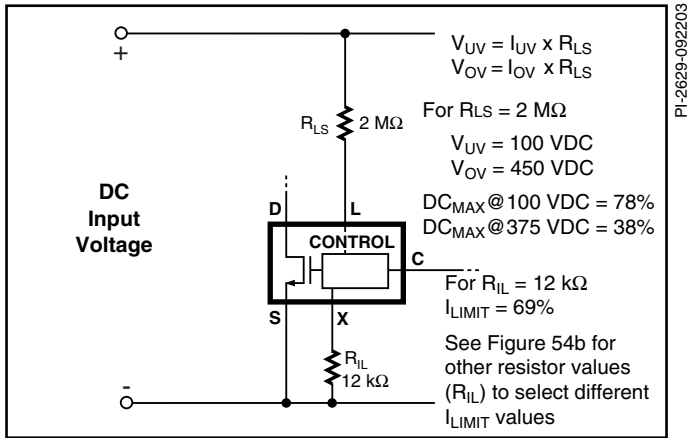 PI-2629-092203
+
V_UV = I_UV x R_LS
V_OV = I_OV x R_LS
R_LS 2 MΩ
For R_LS = 2 MΩ
V_UV = 100 VDC
V_OV = 450 VDC
DC
Input
Voltage
DC_MAX@100 VDC = 78%
DC_MAX@375 VDC = 38%
D L
CONTROL
C
For R_IL = 12 kΩ
I_LIMIT = 69%
S X
R_IL
12 kΩ
See Figure 54b for
other resistor values
(R_IL) to select different
I_LIMIT values
-